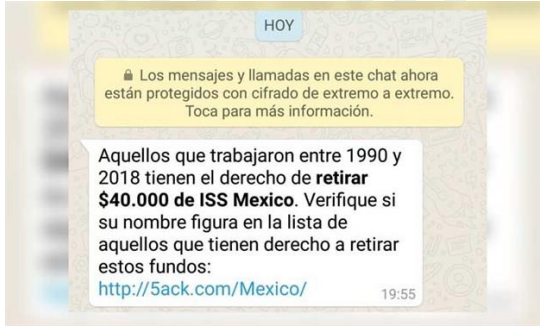 HOY
Los mensajes y llamadas en este chat ahora
están protegidos con cifrado de extremo a extremo.
Toca para más información.
Aquellos que trabajaron entre 1990 y
2018 tienen el derecho de retirar
$40.000 de ISS Mexico. Verifique si
su nombre figura en la lista de
aquellos que tienen derecho a retirar
estos fundos:
http://5ack.com/Mexico/
19:55